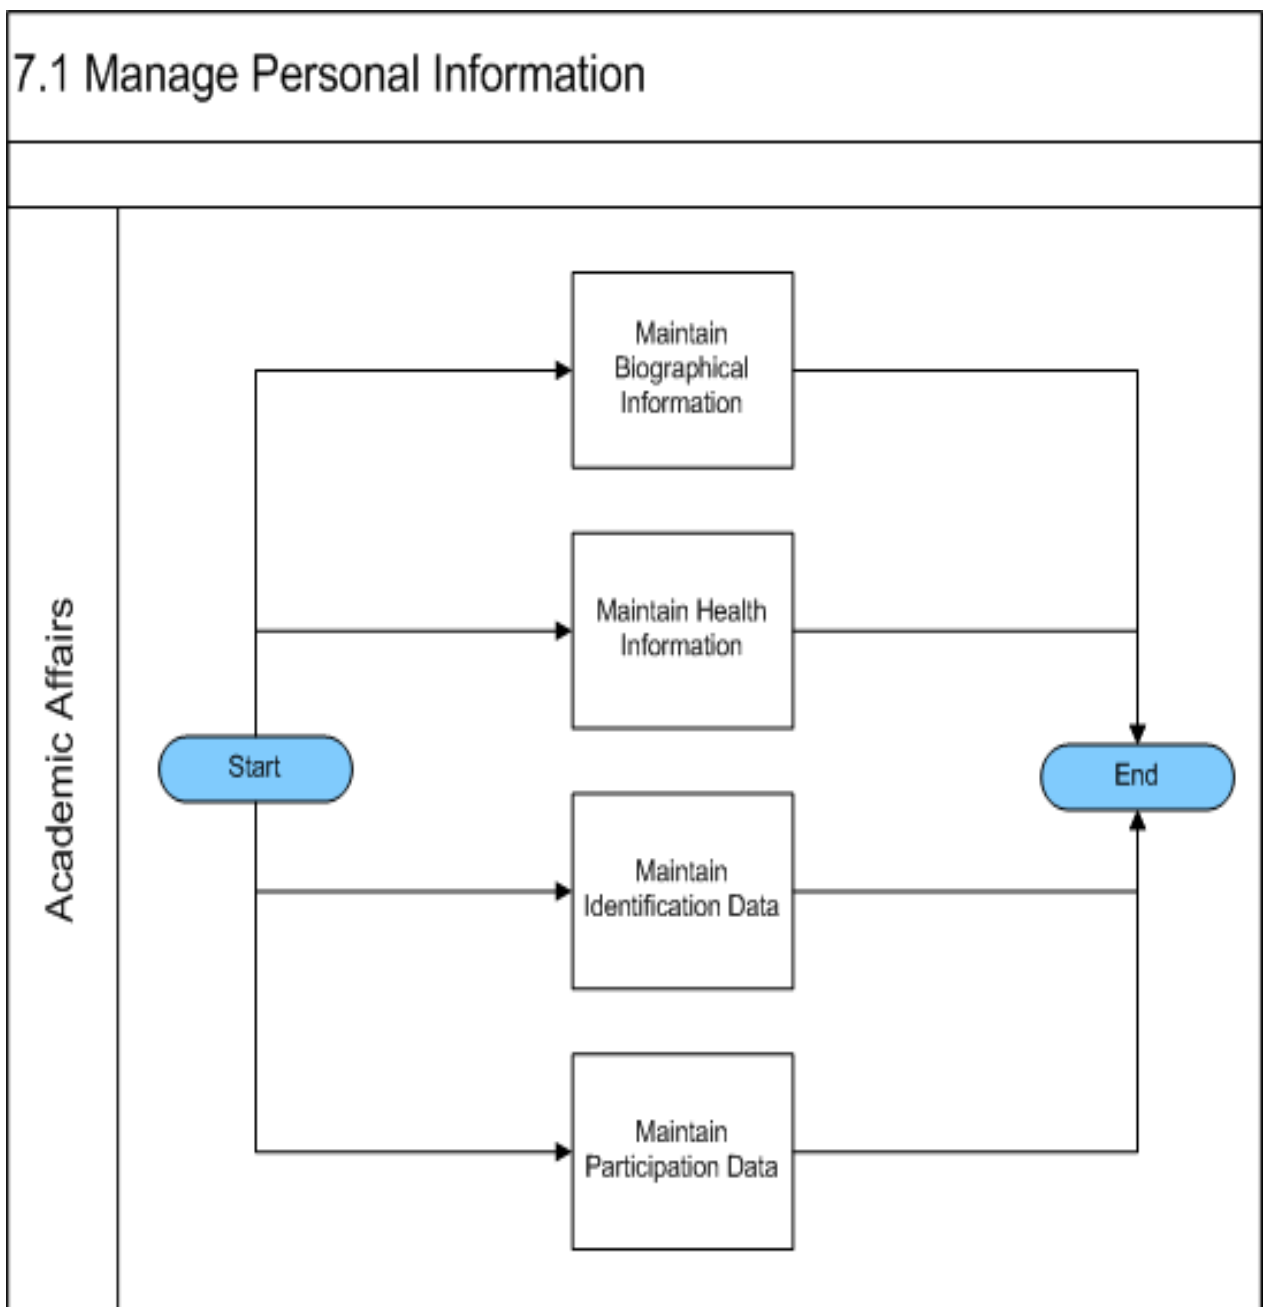 7.1 Manage Personal Information
Academic Affairs
Maintain
Biographical
Information
Maintain Health
Information
Start
End
Maintain
Identification Data
Maintain
Participation Data